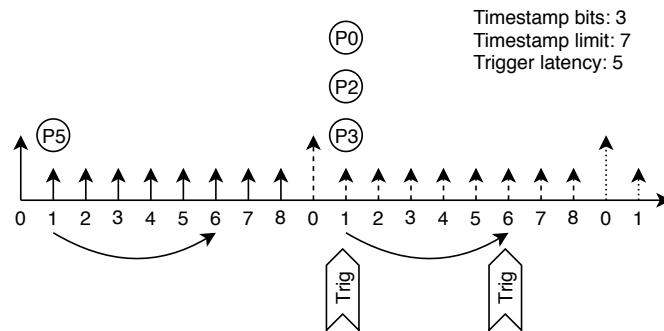 Timestamp bits: 3
Timestamp limit: 7
Trigger latency: 5
P0
P2
P5
P3
0 1 2 3 4 5 6 7 8 0 1 2 3 4 5 6 7 8 0 1
Trig
Trig